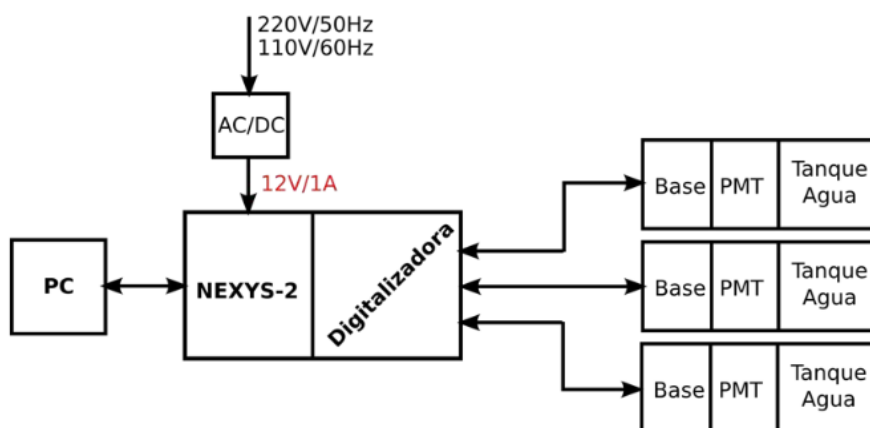 220V/50Hz
110V/60Hz
AC/DC
12V/1A
PC
NEXYS-2
Digitalizadora
Base
PMT
Tanque
Agua
Base
PMT
Tanque
Agua
Base
PMT
Tanque
Agua